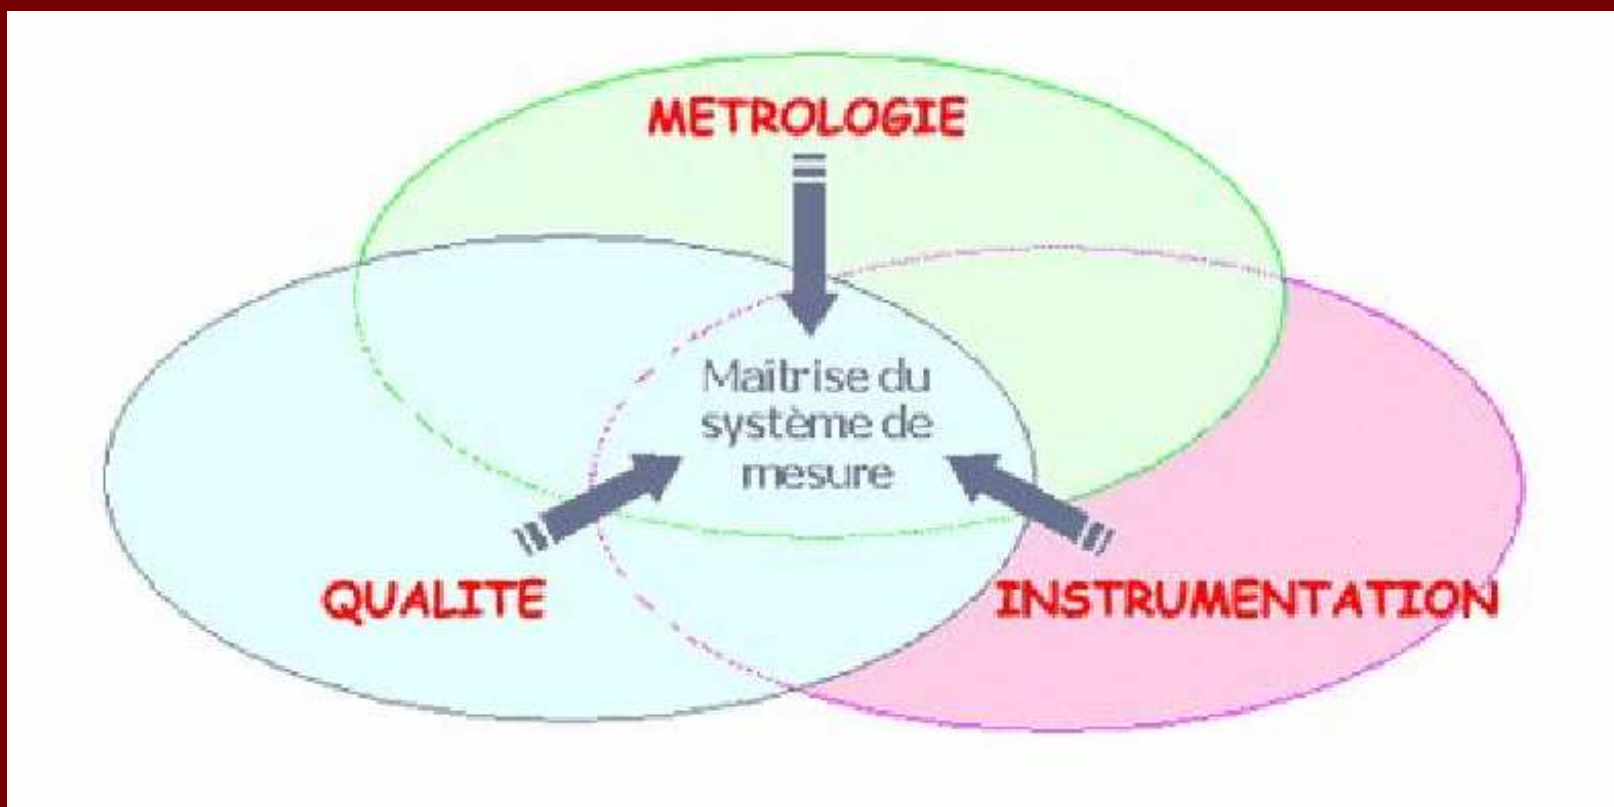 METROLOGIE
Maîtrise du
système de
mesure
QUALITE
INSTRUMENTATION